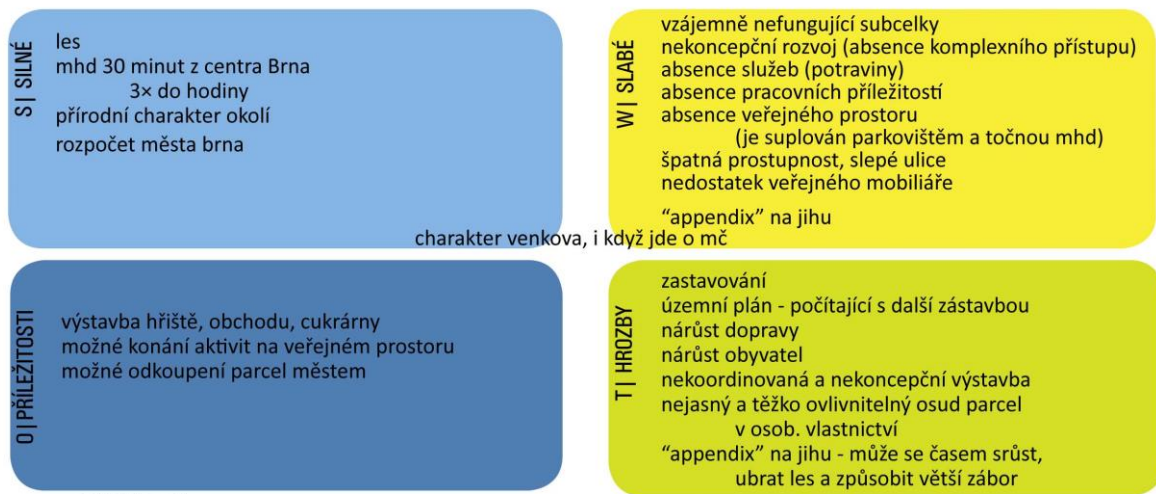 S| SILNÉ
les
mhd 30 minut z centra Brna
3× do hodiny
přírodní charakter okolí
rozpočet města brna
W| SLABÉ
vzájemně nefungující subcelky
nekoncepční rozvoj (absence komplexního přístupu)
absence služeb (potraviny)
absence pracovních příležitostí
absence veřejného prostoru
(je suplován parkovištěm a točnou mhd)
špatná prostupnost, slepé ulice
nedostatek veřejného mobiliáře
“appendix” na jihu
charakter venkova, i když jde o mč
O|PŘÍLEŽITOSTI
výstavba hřiště, obchodu, cukrárny
možné konání aktivit na veřejném prostoru
možné odkoupení parcel městem
T| HROZBY
zastavování
územní plán - počítající s další zástavbou
nárůst dopravy
nárůst obyvatel
nekoordinovaná a nekoncepční výstavba
nejasný a těžko ovlivnitelný osud parcel
v osob. vlastnictví
“appendix” na jihu - může se časem srůst,
ubrat les a způsobit větší zábor